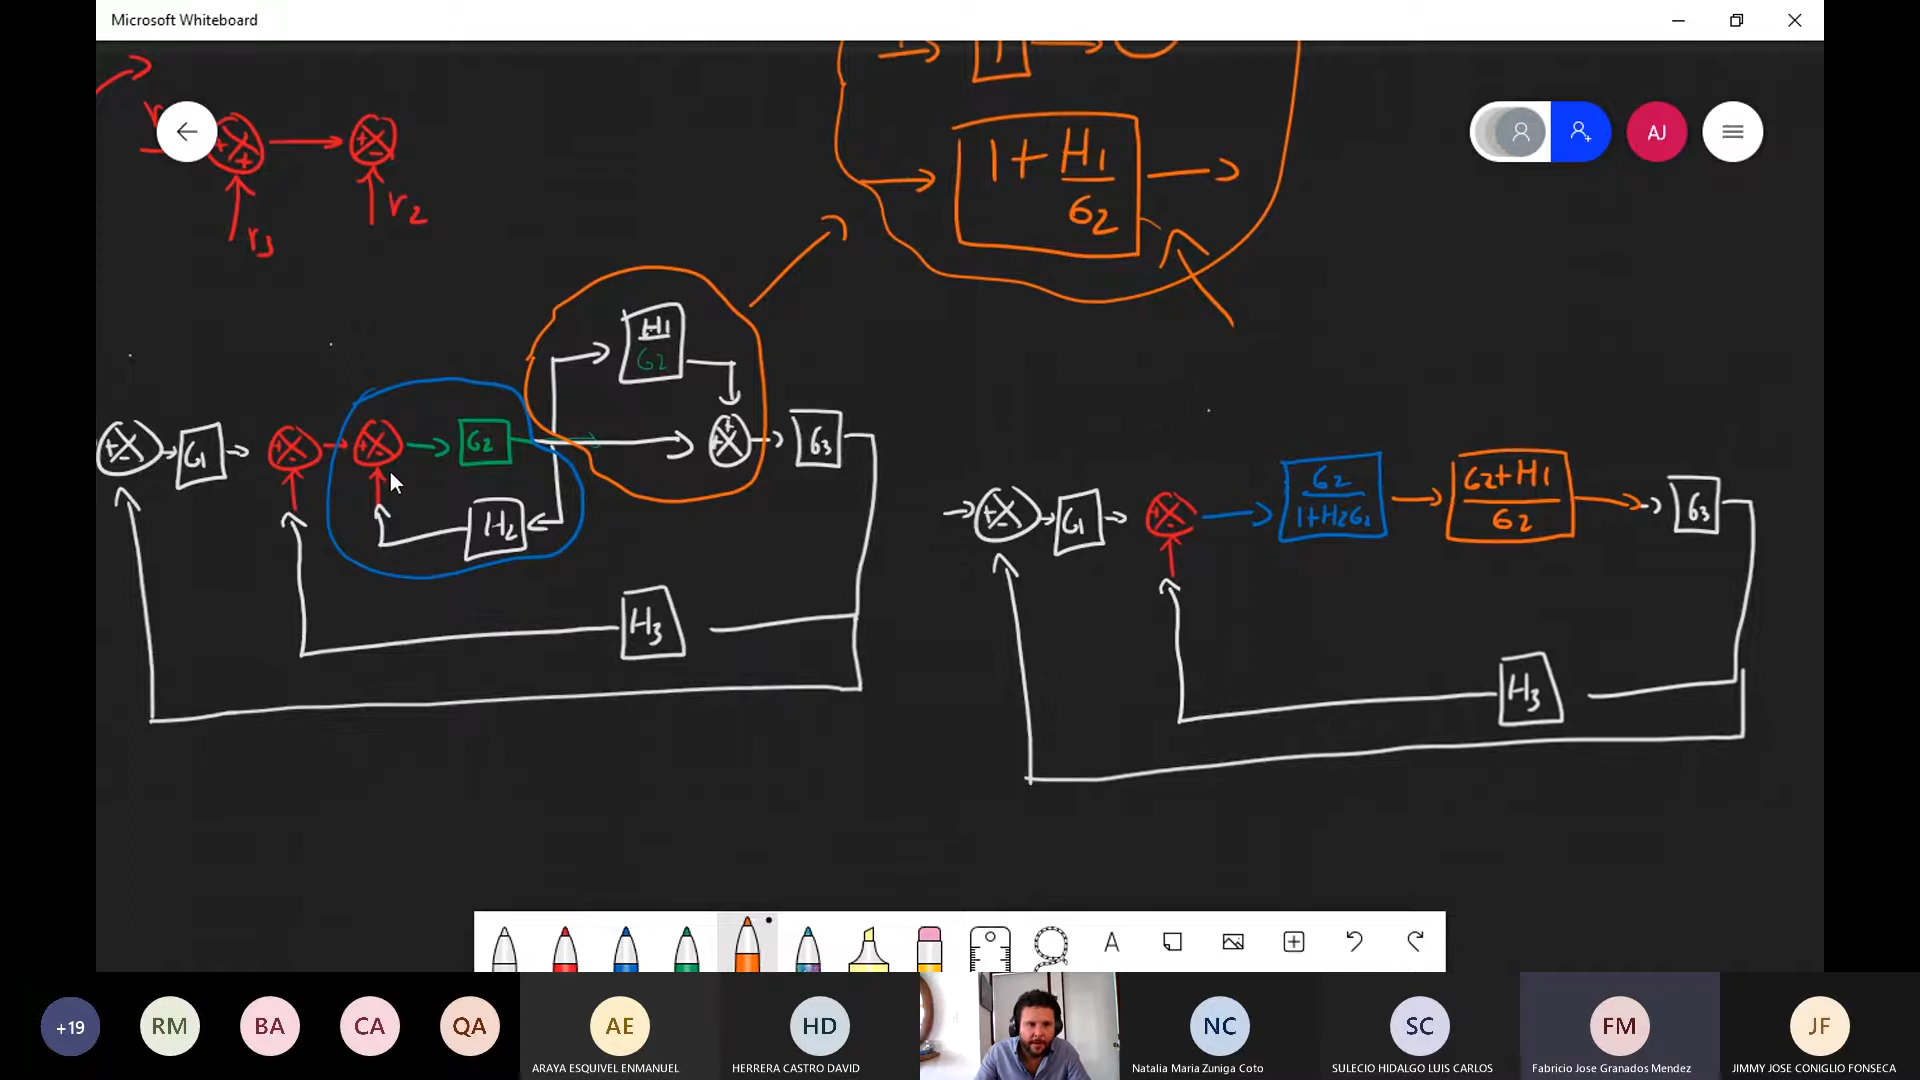 Microsoft Whiteboard
1
r3
r2
1 + H1
G2
AJ
H1
G2
G1
G2
G3
H2
H3
G1
G2
1+H2G2
G2+H1
G2
G3
H3
A
+19
RM
BA
CA
QA
AE
ARAYA ESQUIVEL ENMANUEL
HD
HERRERA CASTRO DAVID
NC
Natalia Maria Zuniga Coto
SC
SULECIO HIDALGO LUIS CARLOS
FM
Fabricio Jose Granados Mendez
JF
JIMMY JOSE CONIGLIO FONSECA